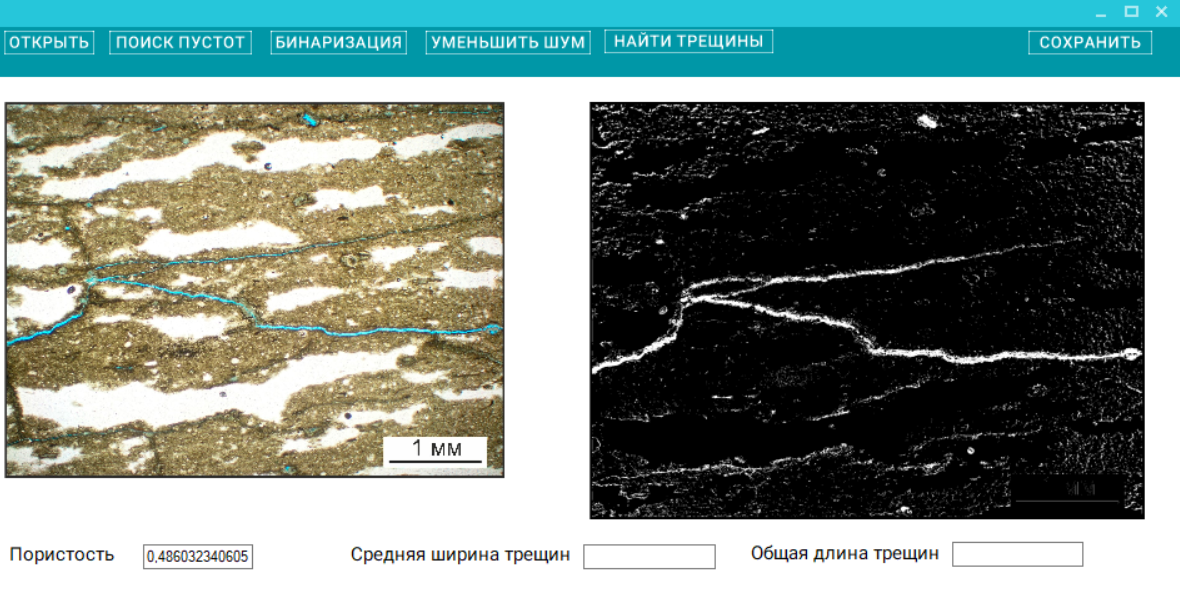 ОТКРЫТЬ ПОИСК ПУСТОТ БИНАРИЗАЦИЯ УМЕНЬШИТЬ ШУМ НАЙТИ ТРЕЩИНЫ СОХРАНИТЬ
1 мм
Пористость 0,486032340605 Средняя ширина трещин Общая длина трещин